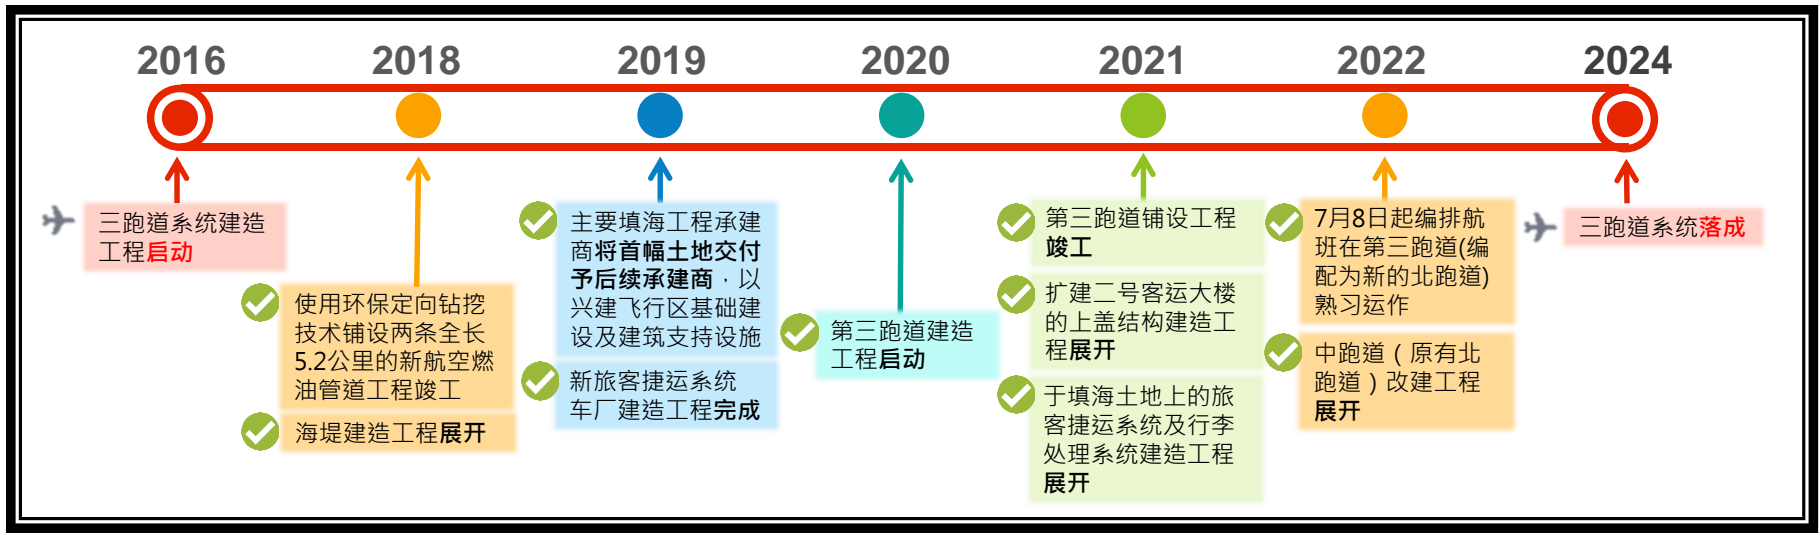 2016
2018
2019
2020
2021
2022
2024
三跑道系统建造
工程启动
使用环保定向钻挖
技术铺设两条全长
5.2公里的新航空燃
油管道工程竣工
海堤建造工程展开
主要填海工程承建
商将首幅土地交付
予后续承建商，以
兴建飞行区基础建
设及建筑支持设施
新旅客捷运系统
车厂建造工程完成
第三跑道建造
工程启动
第三跑道铺设工程
竣工
扩建二号客运大楼
的上盖结构建造工
程展开
于填海土地上的旅
客捷运系统及行李
处理系统建造工程
展开
7月8日起编排航
班在第三跑道(编
配为新的北跑道)
熟习运作
中跑道（原有北
跑道）改建工程
展开
三跑道系统落成